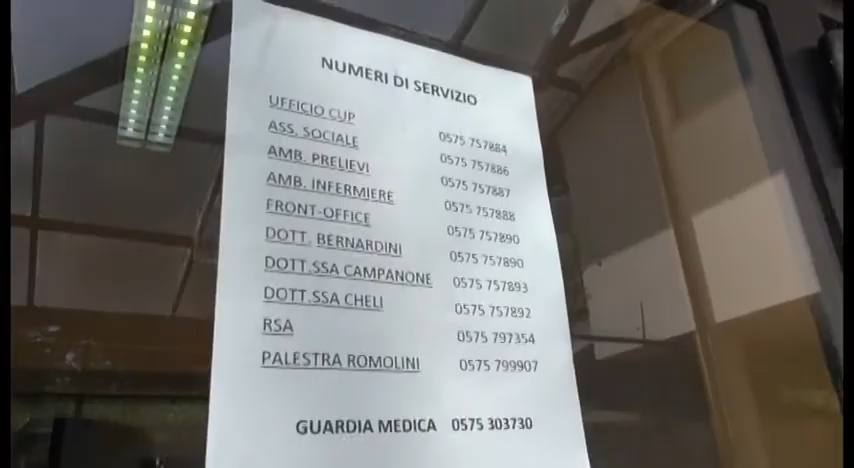 NUMERI DI SERVIZIO
UFFICIO CUP 0575 757884
ASS. SOCIALE 0575 757886
AMB. PRELIEVI 0575 757887
AMB. INFERMIERE 0575 757888
FRONT-OFFICE 0575 757890
DOTT. BERNARDINI 0575 757890
DOTT.SSA CAMPANONE 0575 757893
DOTT.SSA CHELI 0575 757892
RSA 0575 797354
PALESTRA ROMOLINI 0575 799907
GUARDIA MEDICA 0575 303730